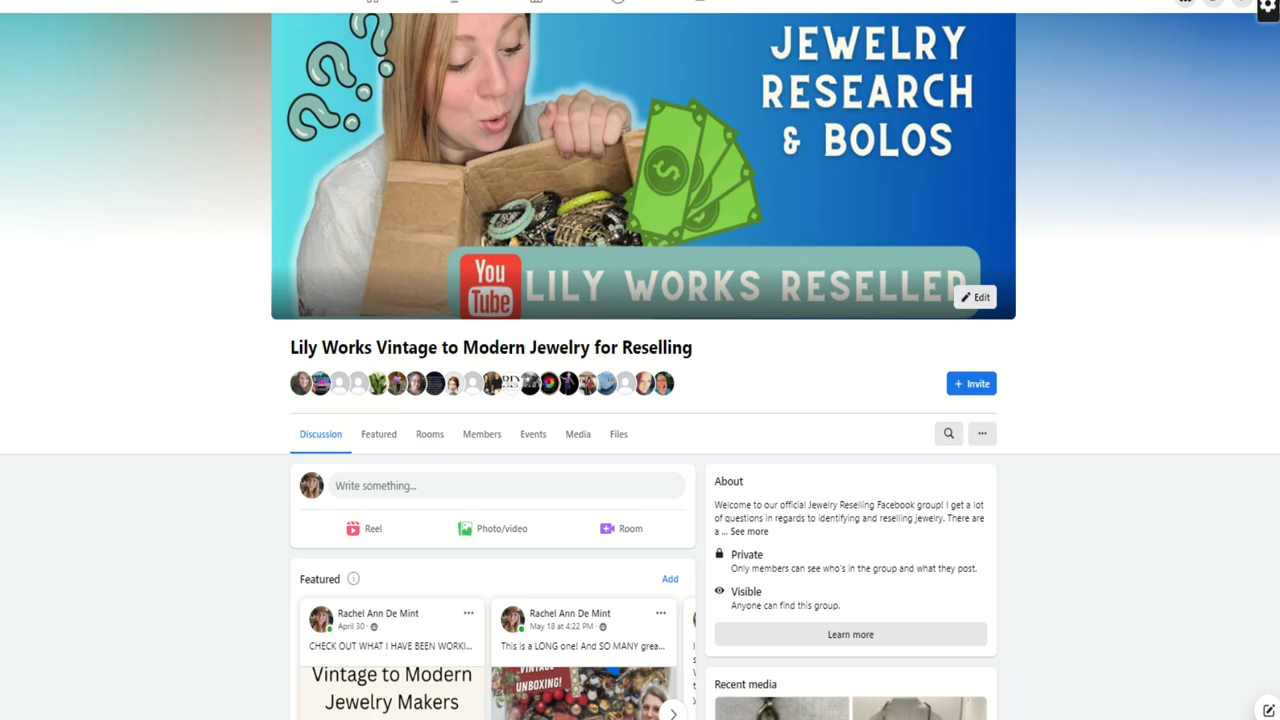 JEWELRY
RESEARCH
& BOLOS
You
Tube
LILY WORKS RESELLER
Edit
Lily Works Vintage to Modern Jewelry for Reselling
+ Invite
Discussion Featured Rooms Members Events Media Files
Write something...
Reel Photo/video Room
Featured
Add
Rachel Ann De Mint
April 30
CHECK OUT WHAT I HAVE BEEN WORKI...
Vintage to Modern
Jewelry Makers
Rachel Ann De Mint
May 18 at 4:22 PM
This is a LONG one! And SO MANY grea...
VINTAGE
UNBOXING!
About
Welcome to our official Jewelry Reselling Facebook group! I get a lot
of questions in regards to identifying and reselling jewelry. There are
a ... See more
Private
Only members can see who's in the group and what they post.
Visible
Anyone can find this group.
Learn more
Recent media